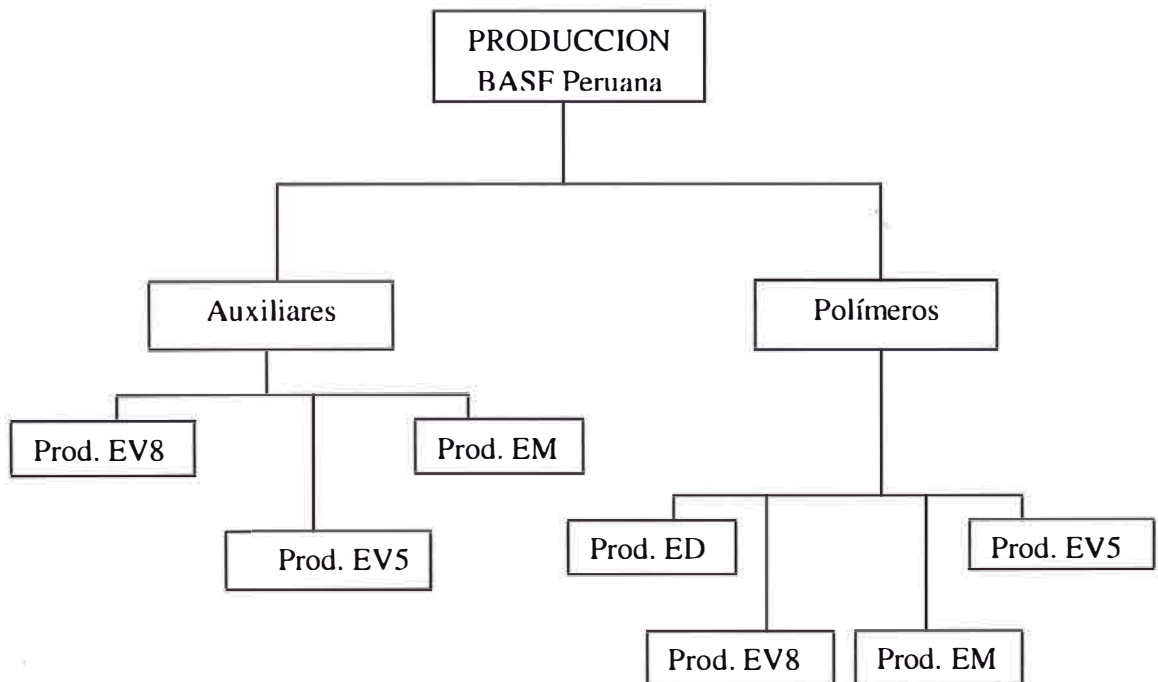 PRODUCCION
BASF Peruana
Auxiliares
Polímeros
Prod. EV8
Prod. EM
Prod. EV5
Prod. ED
Prod. EV5
Prod. EV8
Prod. EM